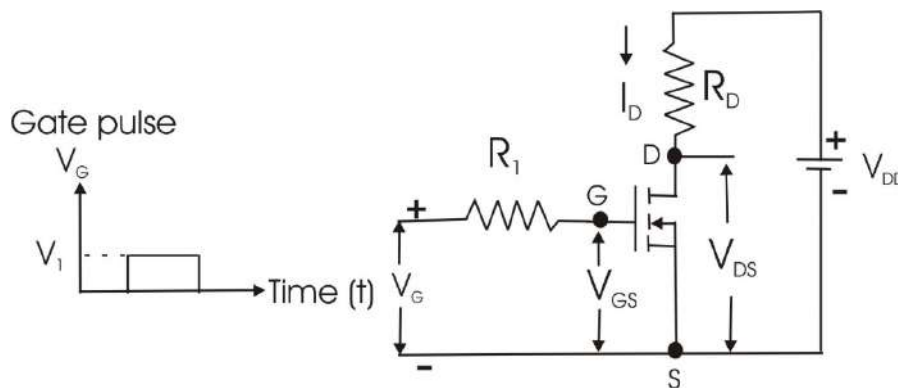 Gate pulse
V_G
V_1
Time (t)
+
V_G
-
R_1
G
V_GS
I_D
R_D
D
V_DS
S
+
-
V_DD